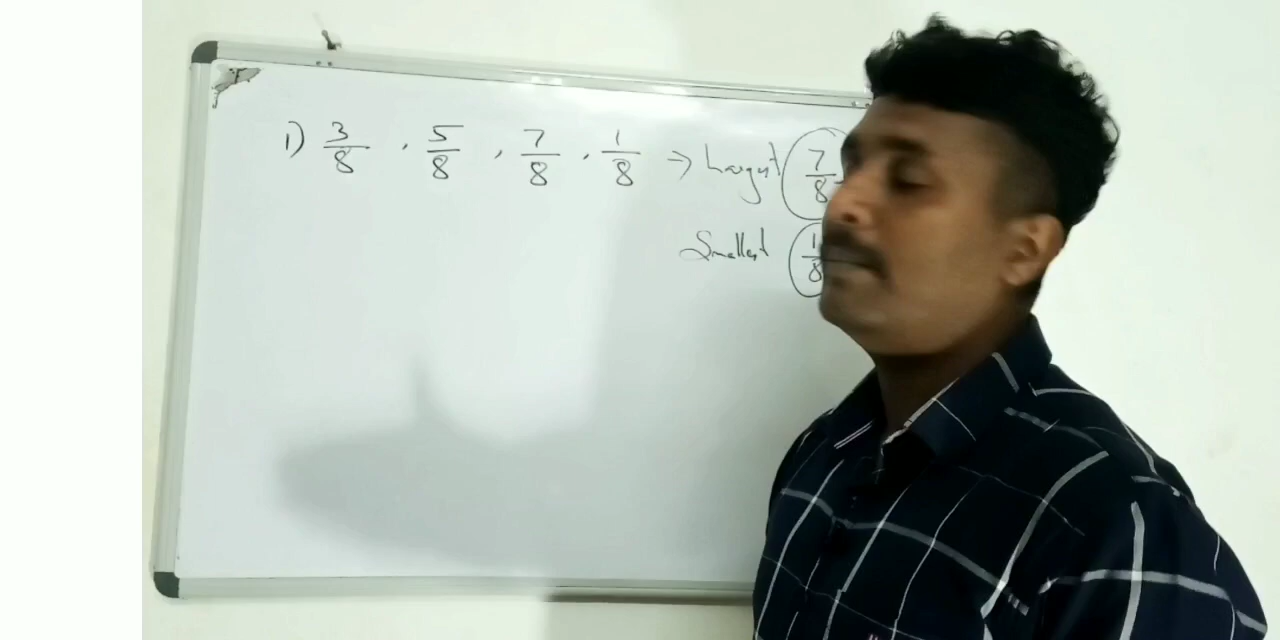 1) 3/8 , 5/8 , 7/8 , 1/8 → Largest 7/8
Smallest 1/8